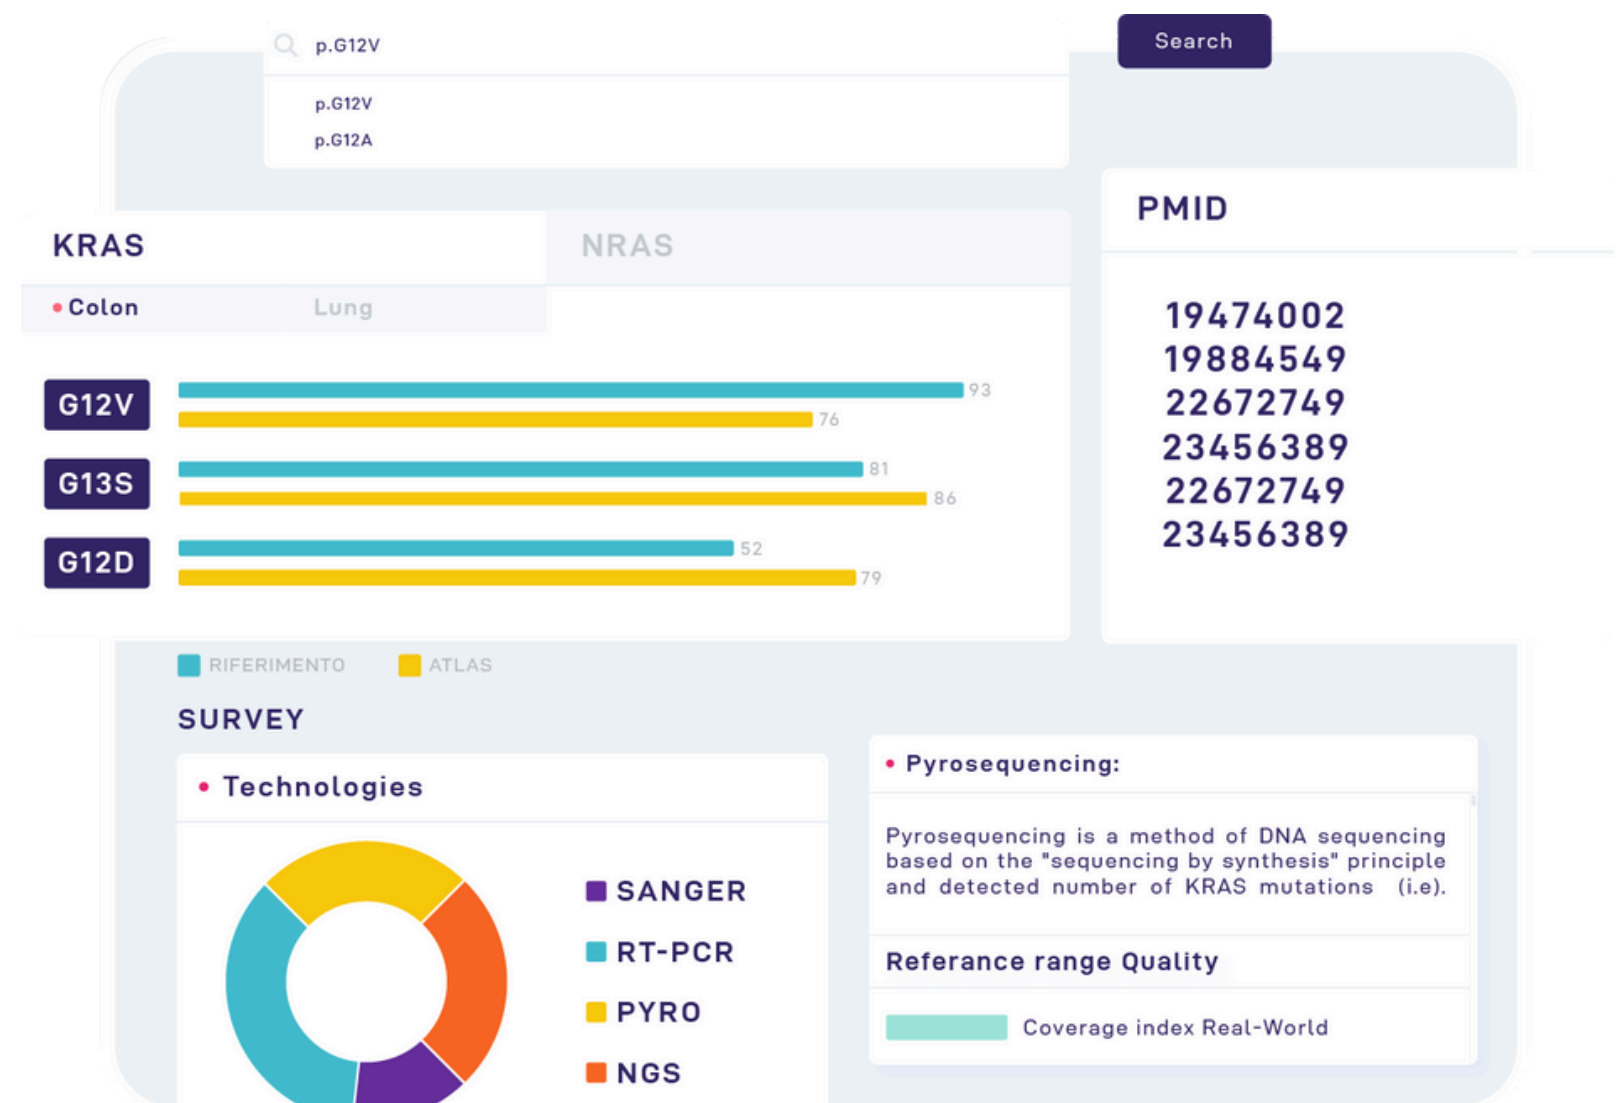 p.G12V
Search
p.G12V
p.G12A
KRAS
NRAS
Colon
Lung
G12V
93
76
G13S
81
86
G12D
52
79
RIFERIMENTO
ATLAS
PMID
19474002
19884549
22672749
23456389
22672749
23456389
SURVEY
Technologies
SANGER
RT-PCR
PYRO
NGS
Pyrosequencing:
Pyrosequencing is a method of DNA sequencing
based on the "sequencing by synthesis" principle
and detected number of KRAS mutations (i.e).
Referance range Quality
Coverage index Real-World